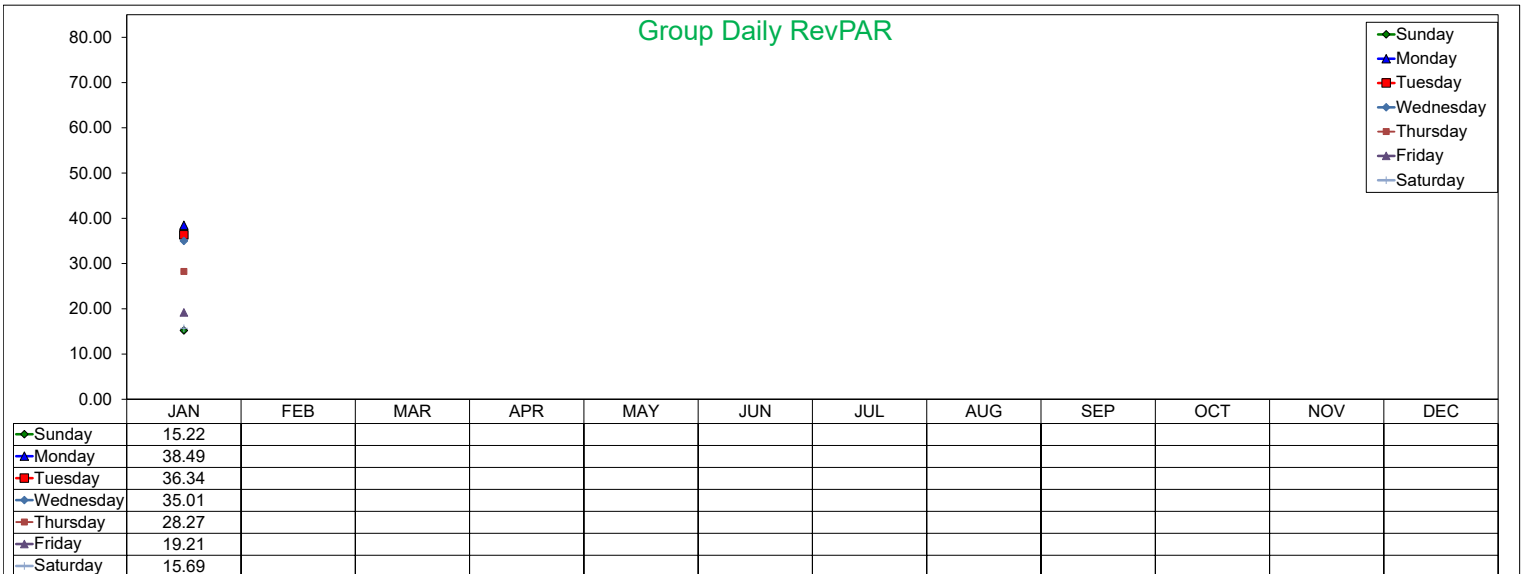 Group Daily RevPAR
80.00
70.00
60.00
50.00
40.00
30.00
20.00
10.00
0.00
Sunday
Monday
Tuesday
Wednesday
Thursday
Friday
Saturday
JAN FEB MAR APR MAY JUN JUL AUG SEP OCT NOV DEC
Sunday 15.22
Monday 38.49
Tuesday 36.34
Wednesday 35.01
Thursday 28.27
Friday 19.21
Saturday 15.69